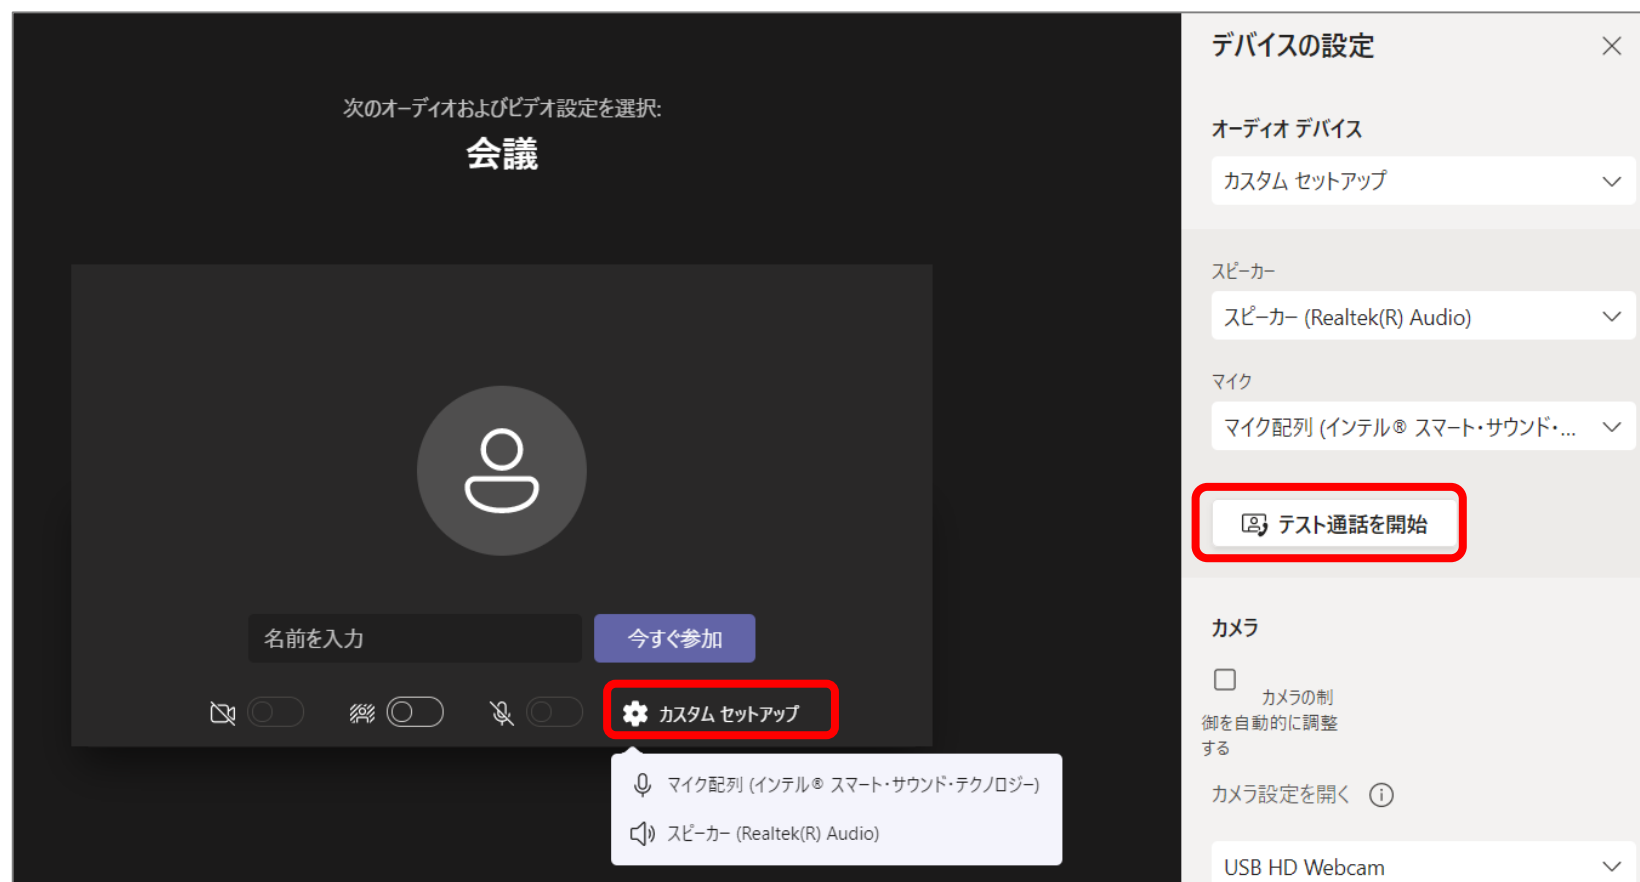 次のオーディオおよびビデオ設定を選択:
会議
名前を入力
今すぐ参加
カスタム セットアップ
マイク配列 (インテル® スマート・サウンド・テクノロジー)
スピーカー (Realtek(R) Audio)
デバイスの設定
オーディオ デバイス
カスタム セットアップ
スピーカー
スピーカー (Realtek(R) Audio)
マイク
マイク配列 (インテル® スマート・サウンド・...
テスト通話を開始
カメラ
カメラの制
御を自動的に調整
する
カメラ設定を開く
USB HD Webcam